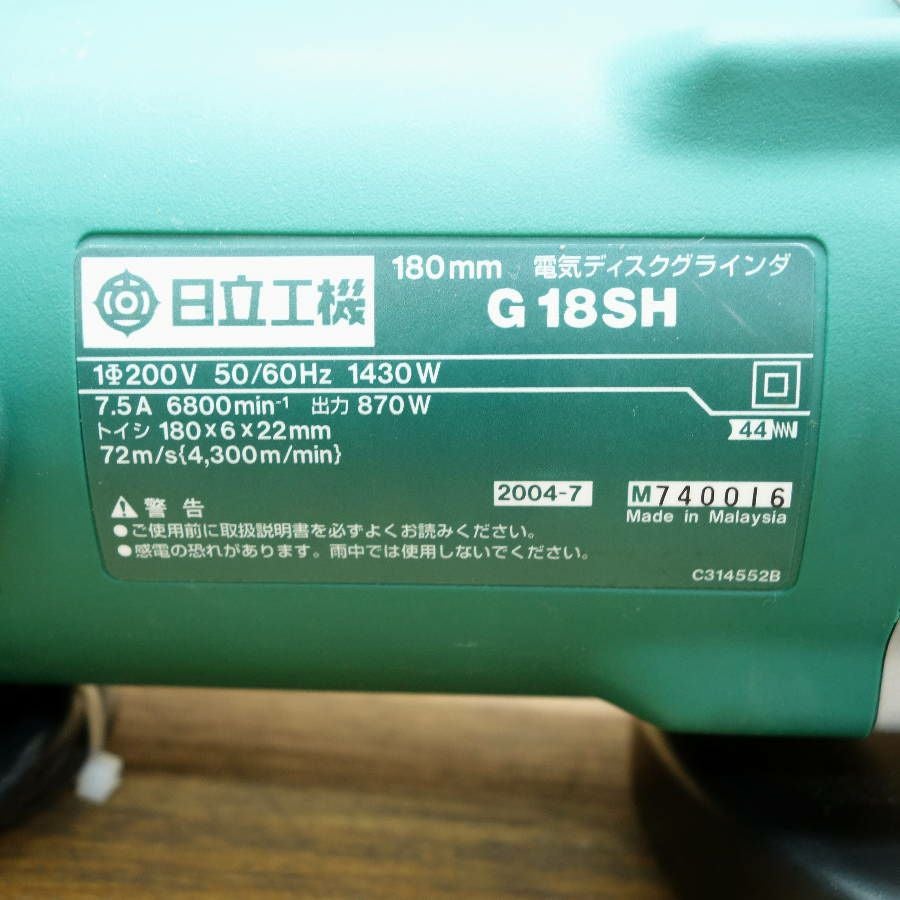 日立工機
180mm 電気ディスクグラインダ
G18SH
1Φ200V 50/60Hz 1430W
7.5A 6800min⁻¹ 出力 870W
トイシ 180×6×22mm
44
72m/s{4,300m/min}
2004-7 M740016
Made in Malaysia
警告
●ご使用前に取扱説明書を必ずよくお読みください。
●感電の恐れがあります。雨中では使用しないでください。
C314552B